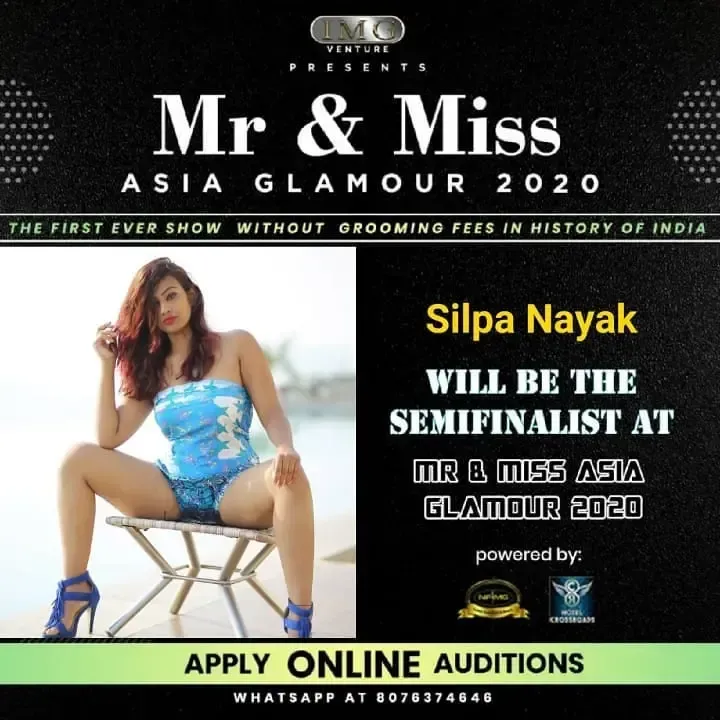 IMG
VENTURE
PRESENTS
Mr & Miss
ASIA GLAMOUR 2020
THE FIRST EVER SHOW WITHOUT GROOMING FEES IN HISTORY OF INDIA
Silpa Nayak
WILL BE THE
SEMIFINALIST AT
MR & MISS ASIA
GLAMOUR 2020
powered by:
HOTEL
CROSSROADS
APPLY ONLINE AUDITIONS
WHATSAPP AT 8076374646